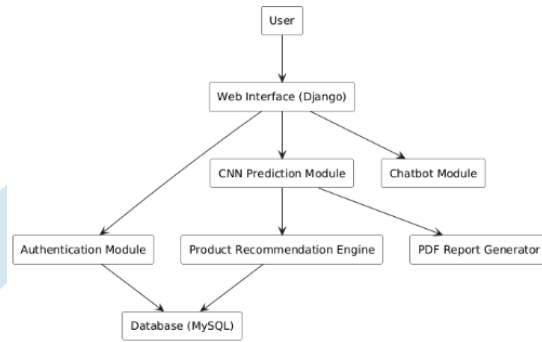 User
Web Interface (Django)
CNN Prediction Module
Chatbot Module
Authentication Module
Product Recommendation Engine
PDF Report Generator
Database (MySQL)